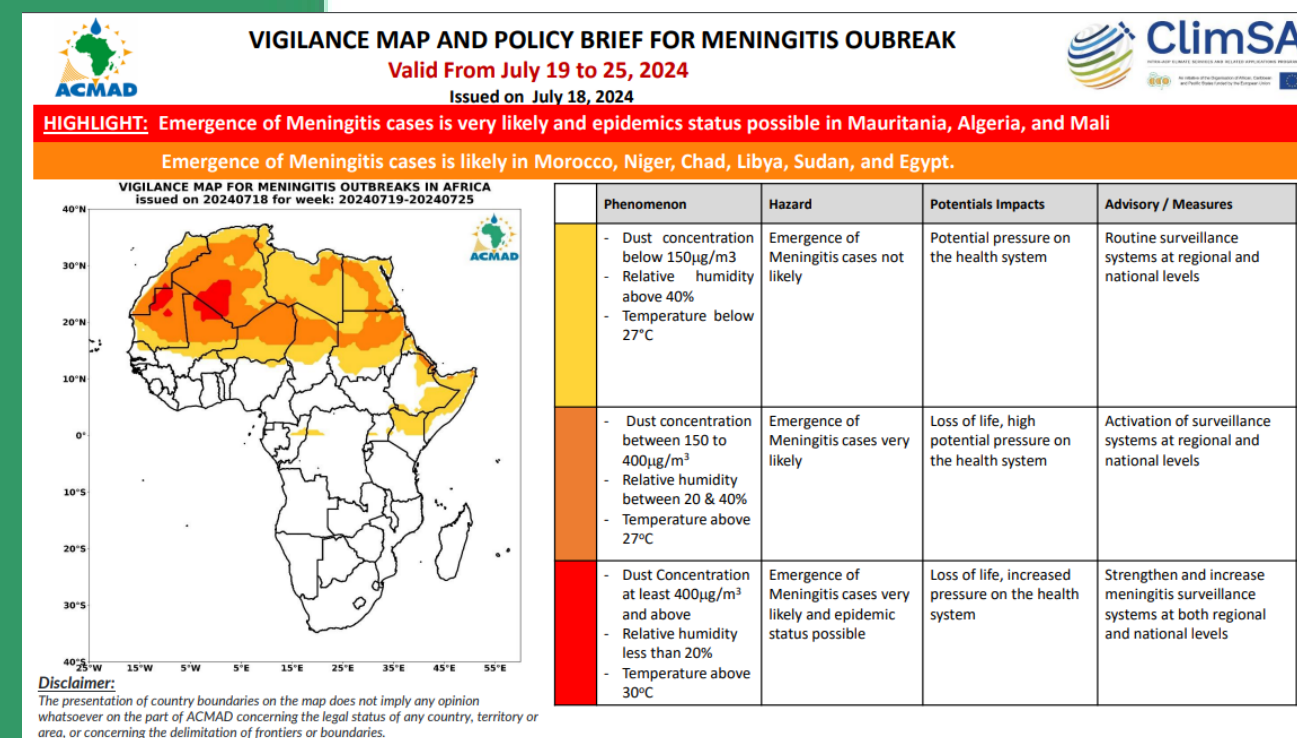 ACMAD
VIGILANCE MAP AND POLICY BRIEF FOR MENINGITIS OUBREAK
Valid From July 19 to 25, 2024
Issued on July 18, 2024
ClimSA
HIGHLIGHT: Emergence of Meningitis cases is very likely and epidemics status possible in Mauritania, Algeria, and Mali
Emergence of Meningitis cases is likely in Morocco, Niger, Chad, Libya, Sudan, and Egypt.
VIGILANCE MAP FOR MENINGITIS OUTBREAKS IN AFRICA
issued on 20240718 for week: 20240719-20240725
ACMAD
40°N
30°N
20°N
10°N
0°
10°S
20°S
30°S
40°S
25°W 15°W 5°W 5°E 15°E 25°E 35°E 45°E 55°E
Phenomenon
Hazard
Potentials Impacts
Advisory / Measures
- Dust concentration
below 150µg/m3
- Relative humidity
above 40%
- Temperature below
27°C
Emergence of
Meningitis cases not
likely
Potential pressure on
the health system
Routine surveillance
systems at regional and
national levels
- Dust concentration
between 150 to
400µg/m³
- Relative humidity
between 20 & 40%
- Temperature above
27ºC
Emergence of
Meningitis cases very
likely
Loss of life, high
potential pressure on
the health system
Activation of surveillance
systems at regional and
national levels
- Dust Concentration
at least 400µg/m³
and above
- Relative humidity
less than 20%
- Temperature above
30ºC
Emergence of
Meningitis cases very
likely and epidemic
status possible
Loss of life, increased
pressure on the health
system
Strengthen and increase
meningitis surveillance
systems at both regional
and national levels
Disclaimer:
The presentation of country boundaries on the map does not imply any opinion
whatsoever on the part of ACMAD concerning the legal status of any country, territory or
area, or concerning the delimitation of frontiers or boundaries.